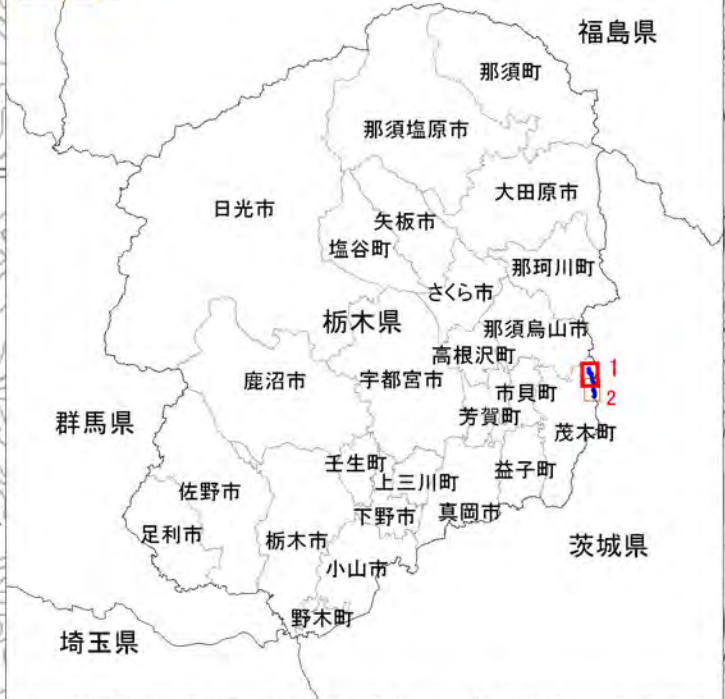 福島県
那須町
那須塩原市
大田原市
日光市
矢板市
塩谷町
那珂川町
さくら市
栃木県
那須烏山市
高根沢町
1
鹿沼市
宇都宮市
市貝町
2
群馬県
芳賀町
茂木町
壬生町
益子町
上三川町
佐野市
下野市
真岡市
足利市
栃木市
茨城県
小山市
野木町
埼玉県